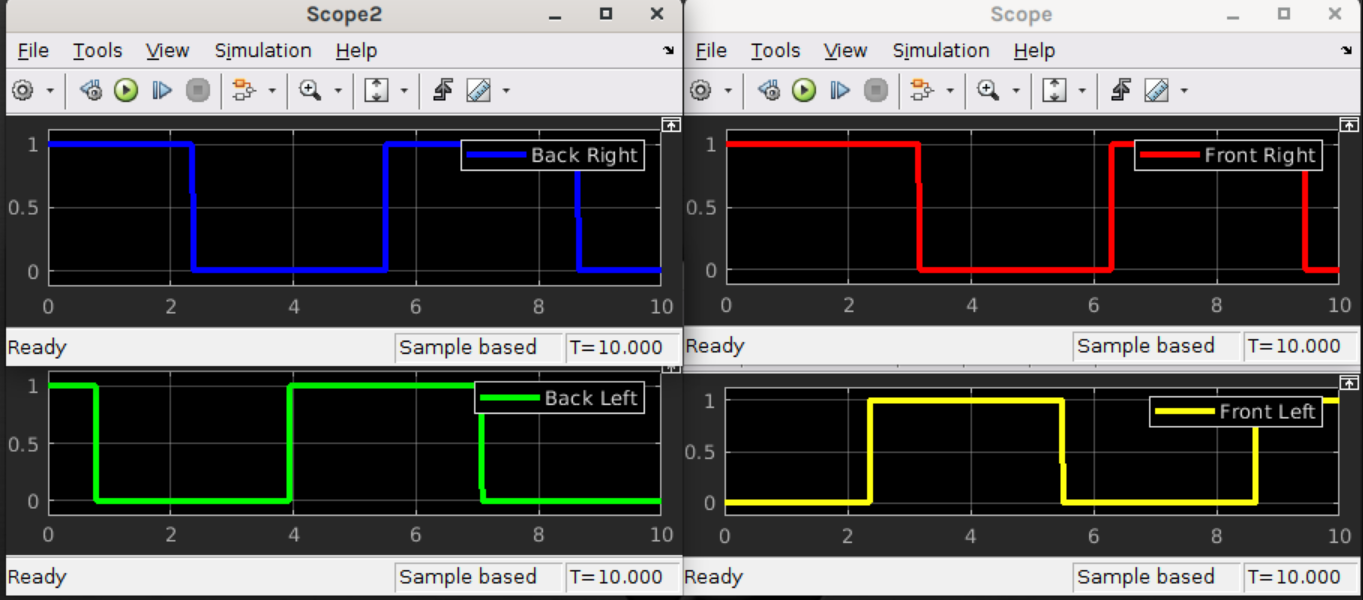 Scope2
File Tools View Simulation Help
Back Right
1
0.5
0
0 2 4 6 8 10
Ready Sample based T=10.000
Scope
File Tools View Simulation Help
Front Right
1
0.5
0
0 2 4 6 8 10
Ready Sample based T=10.000
Back Left
1
0.5
0
0 2 4 6 8 10
Ready Sample based T=10.000
Front Left
1
0.5
0
0 2 4 6 8 10
Ready Sample based T=10.000